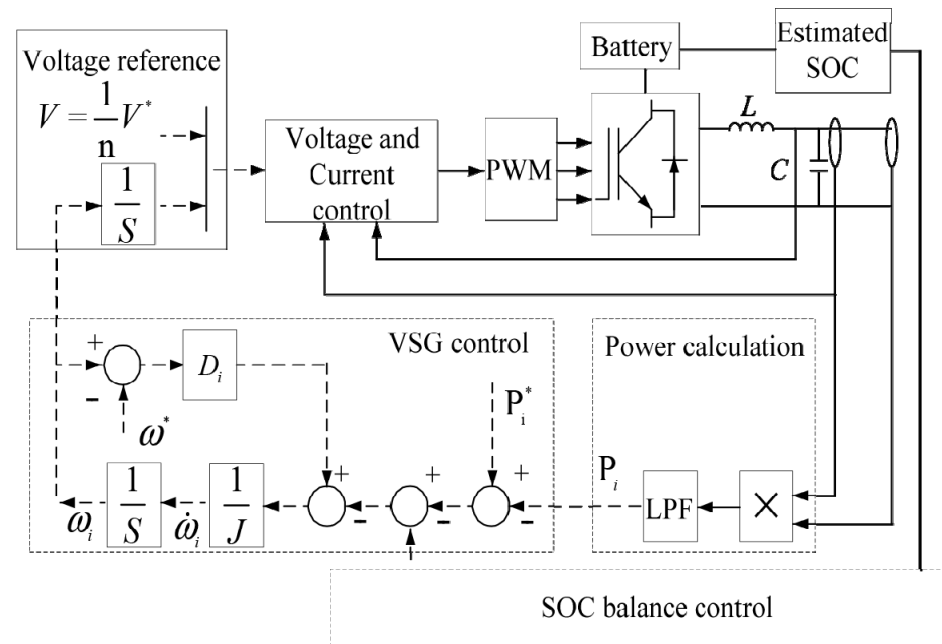 Voltage reference
V = 1/n V*
1/S
Voltage and
Current
control
PWM
Battery
Estimated
SOC
L
C
VSG control
Power calculation
+
-
D_i
ω*
P_i^*
+
-
+
-
+
-
ω_i
1/S
ω̇_i
1/J
P_i
LPF
×
SOC balance control